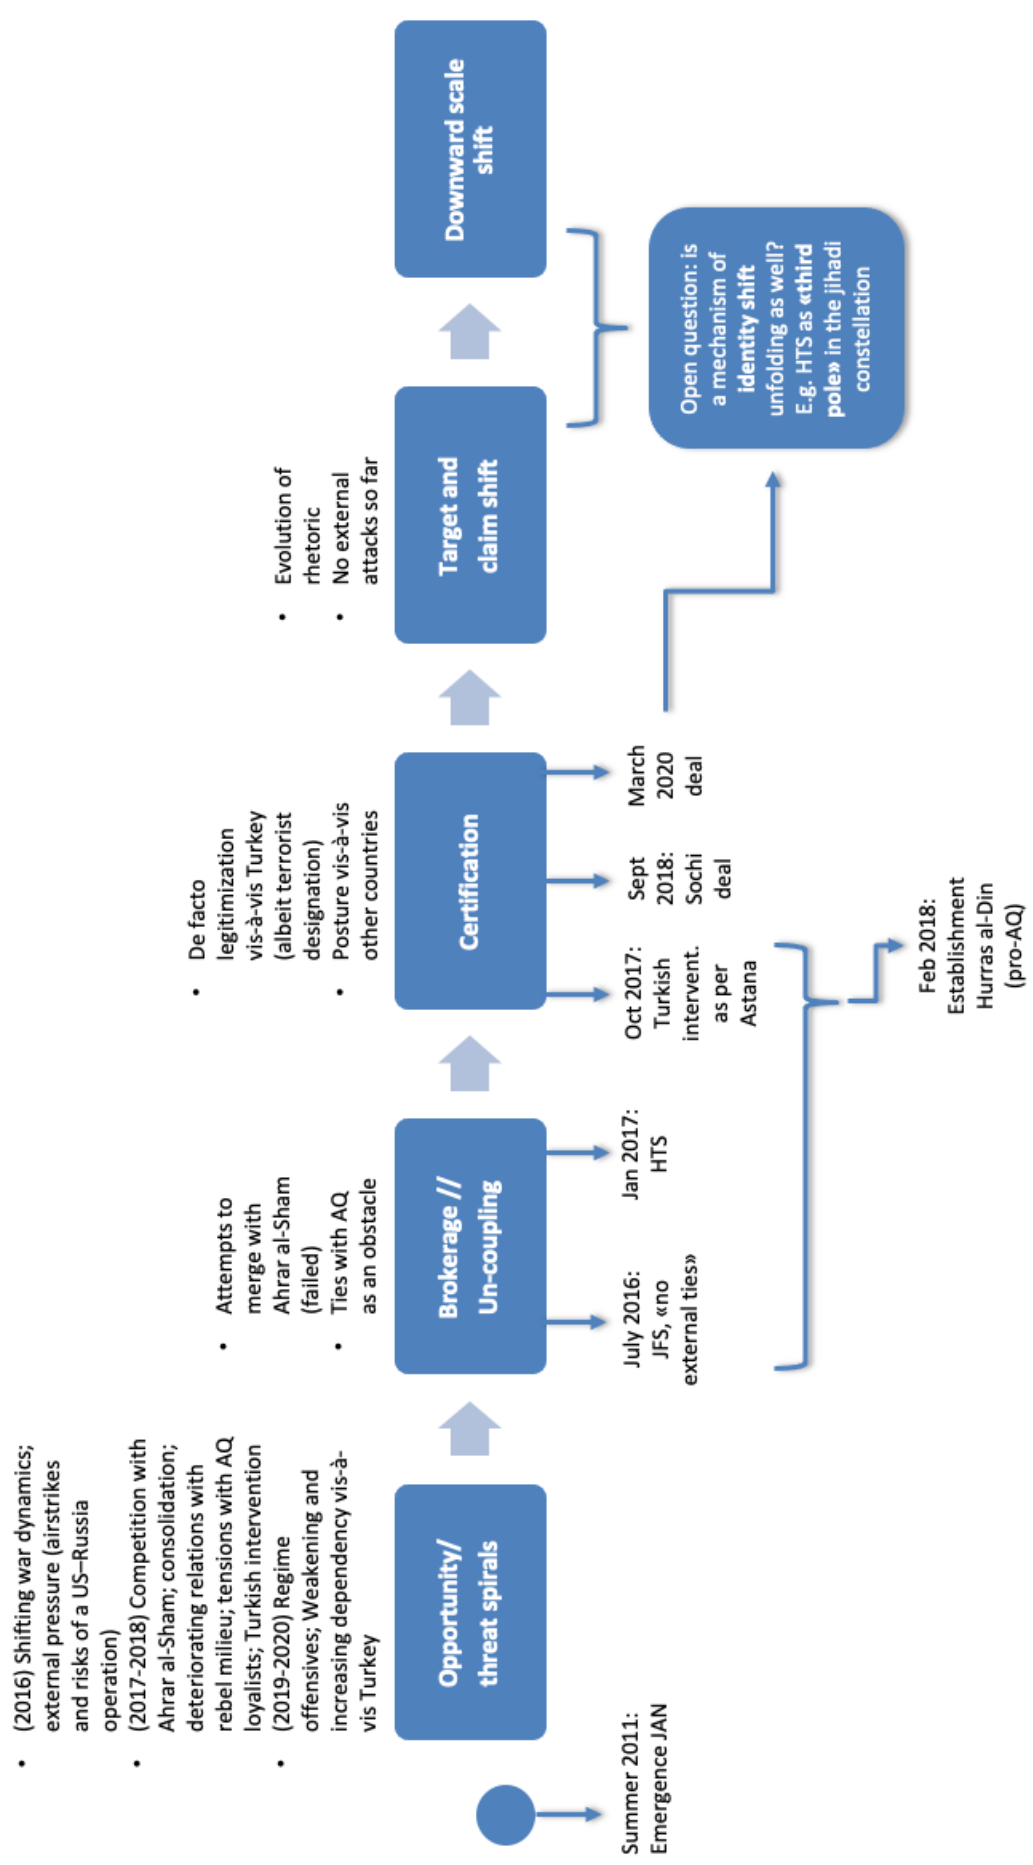 • (2016) Shifting war dynamics;
external pressure (airstrikes
and risks of a US–Russia
operation)
• (2017-2018) Competition with
Ahrar al-Sham; consolidation;
deteriorating relations with
rebel milieu; tensions with AQ
loyalists; Turkish intervention
• (2019-2020) Regime
offensives; Weakening and
increasing dependency vis-à-
vis Turkey
Opportunity/
threat spirals
Summer 2011:
Emergence JAN
• Attempts to
merge with
Ahrar al-Sham
(failed)
• Ties with AQ
as an obstacle
Brokerage //
Un-coupling
July 2016:
JFS, «no
external ties»
Jan 2017:
HTS
• De facto
legitimization
vis-à-vis Turkey
(albeit terrorist
designation)
• Posture vis-à-vis
other countries
Certification
Oct 2017:
Turkish
intervent.
as per
Astana
Sept
2018:
Sochi
deal
March
2020
deal
Feb 2018:
Establishment
Hurras al-Din
(pro-AQ)
• Evolution of
rhetoric
• No external
attacks so far
Target and
claim shift
Downward scale
shift
Open question: is
a mechanism of
identity shift
unfolding as well?
E.g. HTS as «third
pole» in the jihadi
constellation